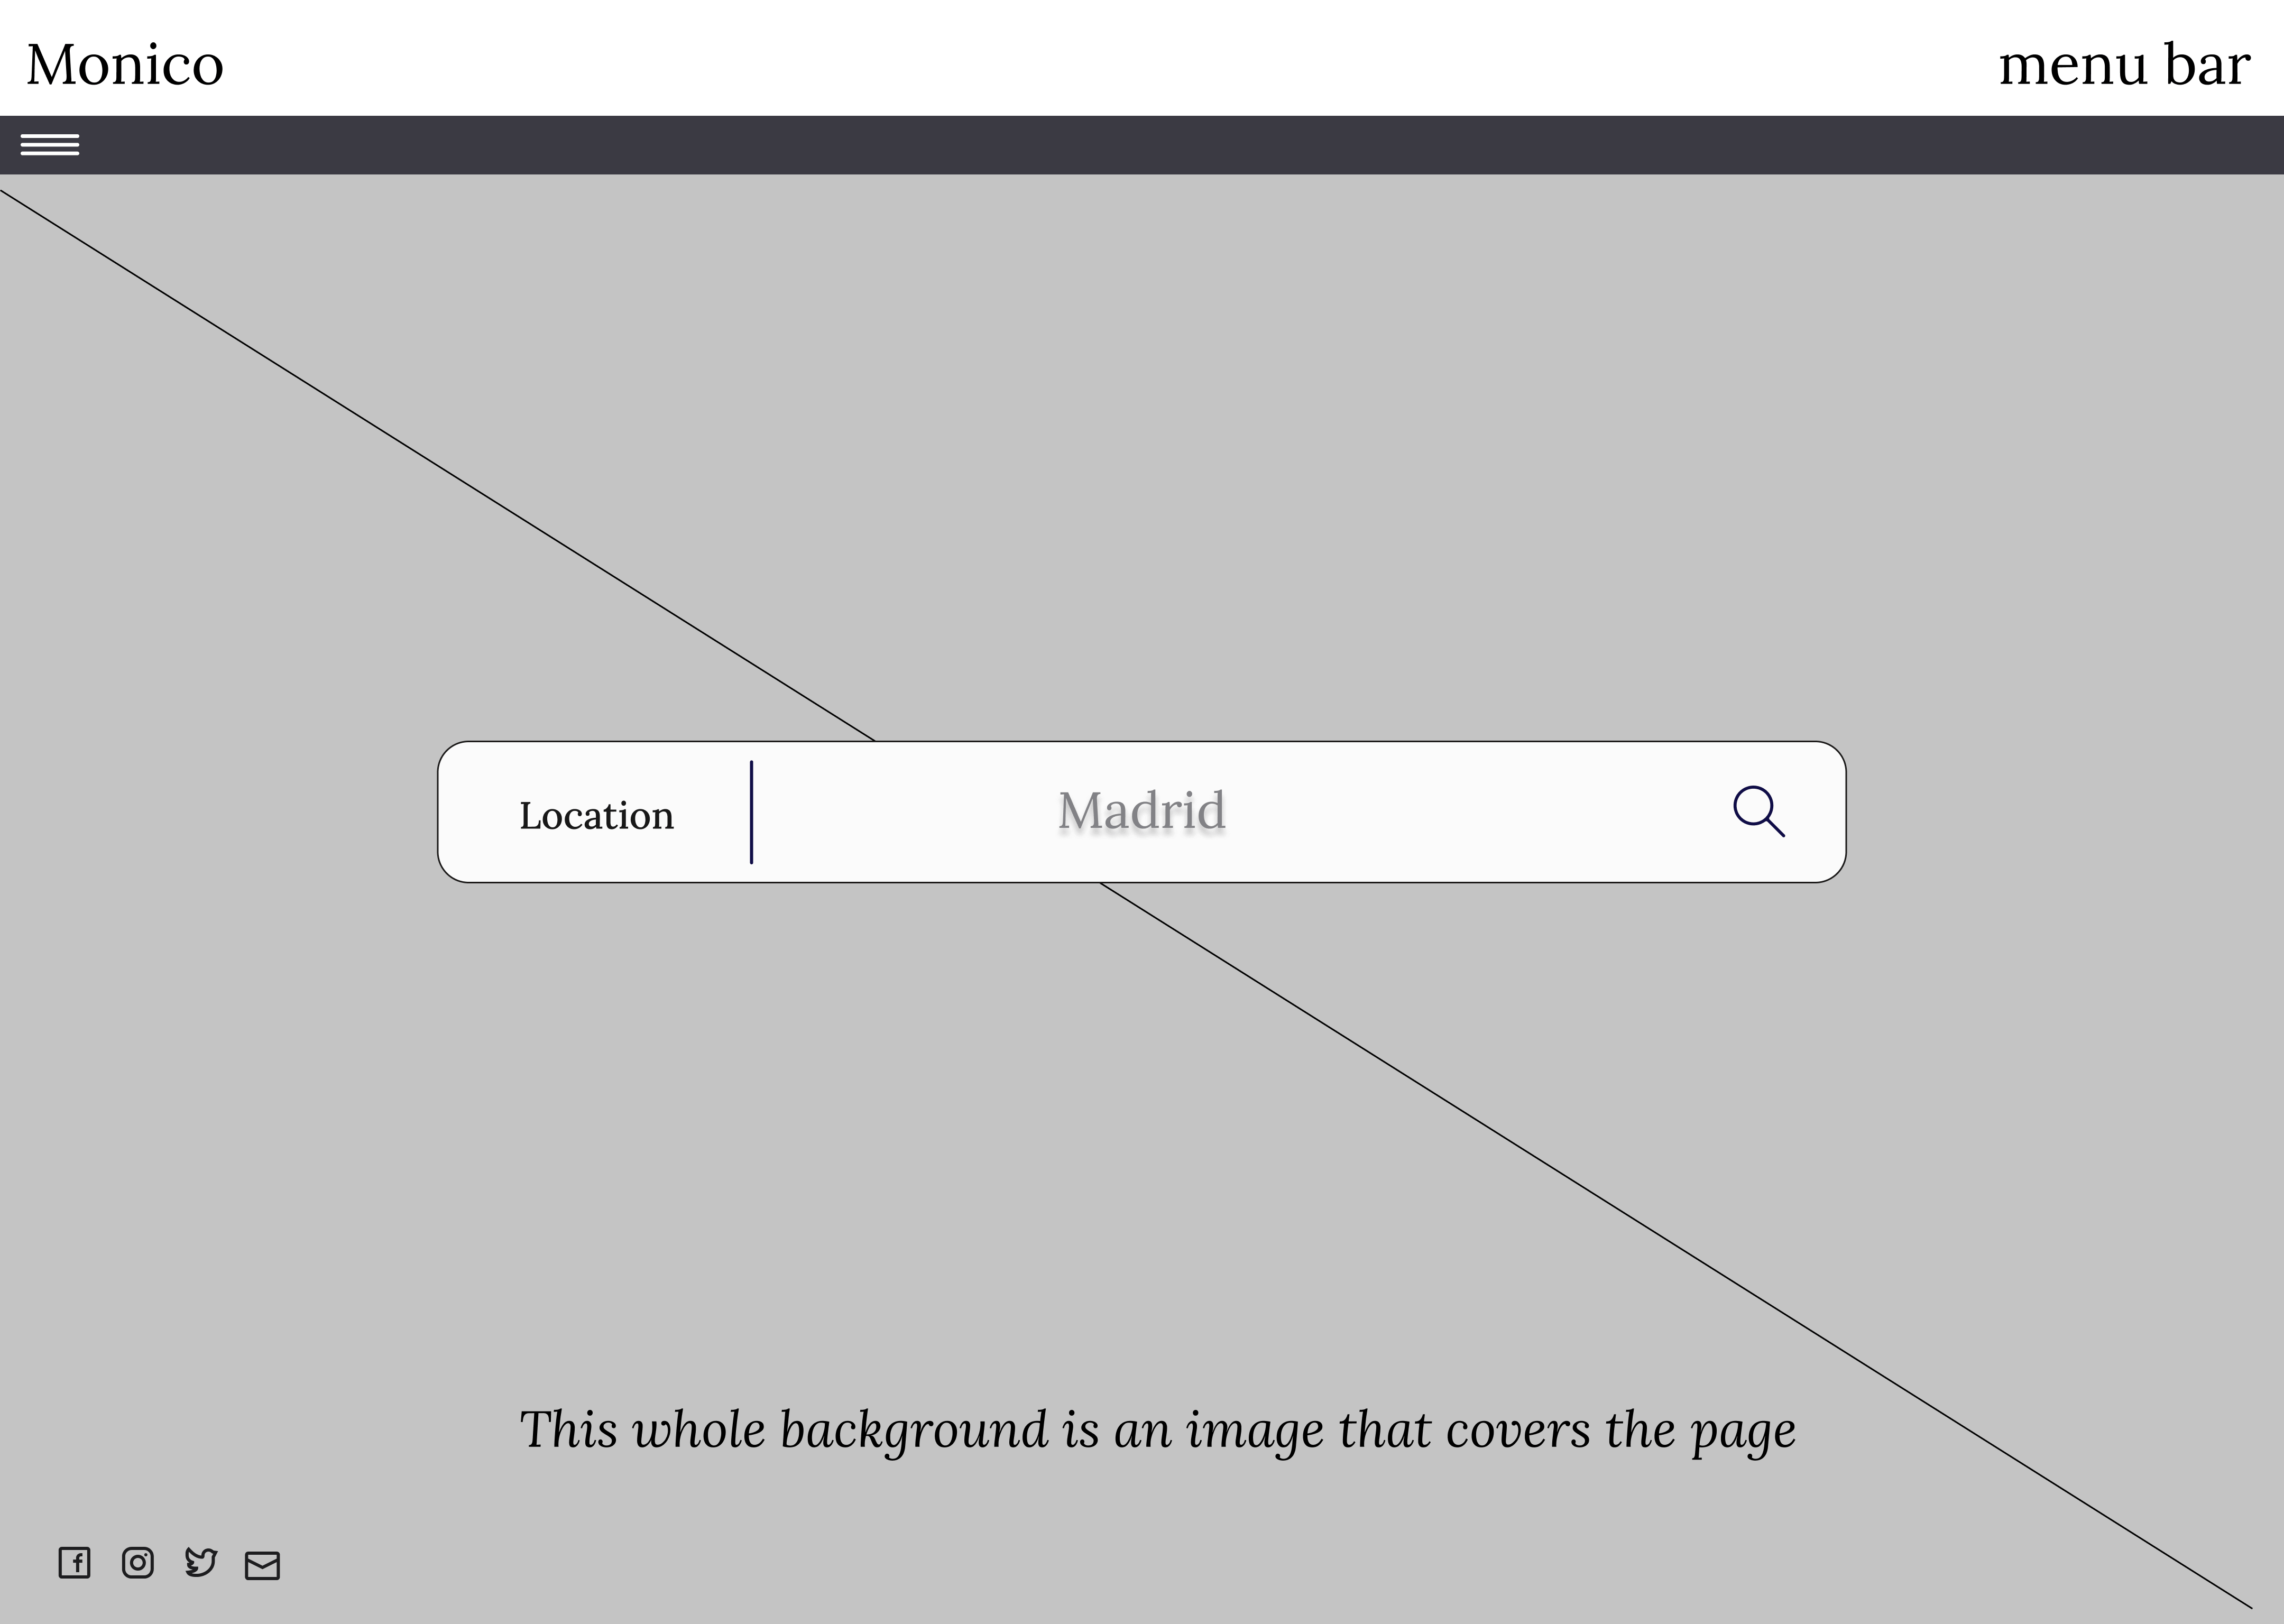 Monico
menu bar
Location
Madrid
This whole background is an image that covers the page